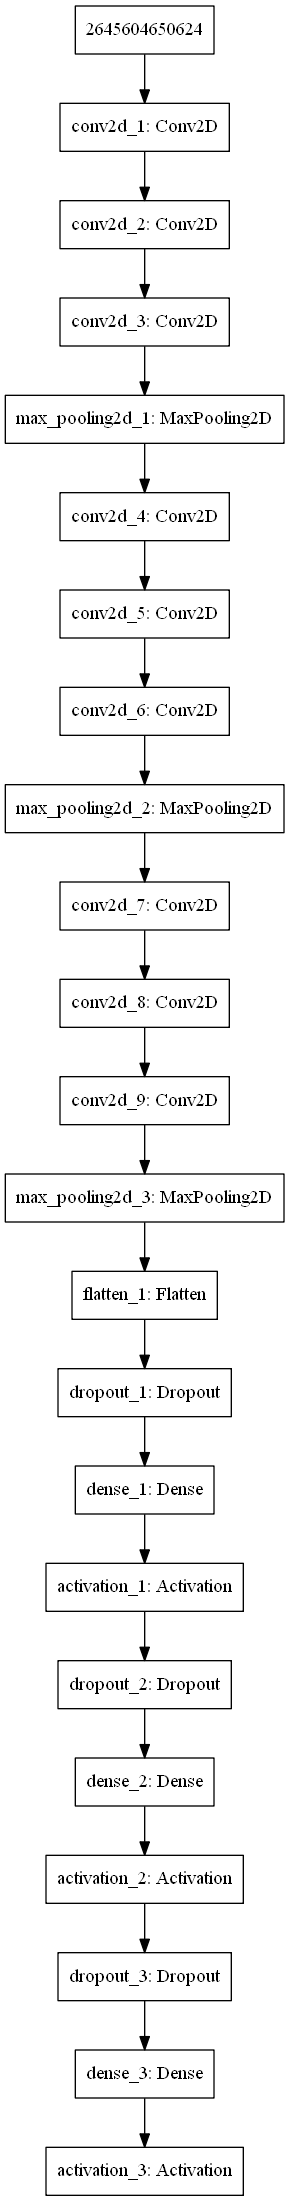 2645604650624
conv2d_1: Conv2D
conv2d_2: Conv2D
conv2d_3: Conv2D
max_pooling2d_1: MaxPooling2D
conv2d_4: Conv2D
conv2d_5: Conv2D
conv2d_6: Conv2D
max_pooling2d_2: MaxPooling2D
conv2d_7: Conv2D
conv2d_8: Conv2D
conv2d_9: Conv2D
max_pooling2d_3: MaxPooling2D
flatten_1: Flatten
dropout_1: Dropout
dense_1: Dense
activation_1: Activation
dropout_2: Dropout
dense_2: Dense
activation_2: Activation
dropout_3: Dropout
dense_3: Dense
activation_3: Activation